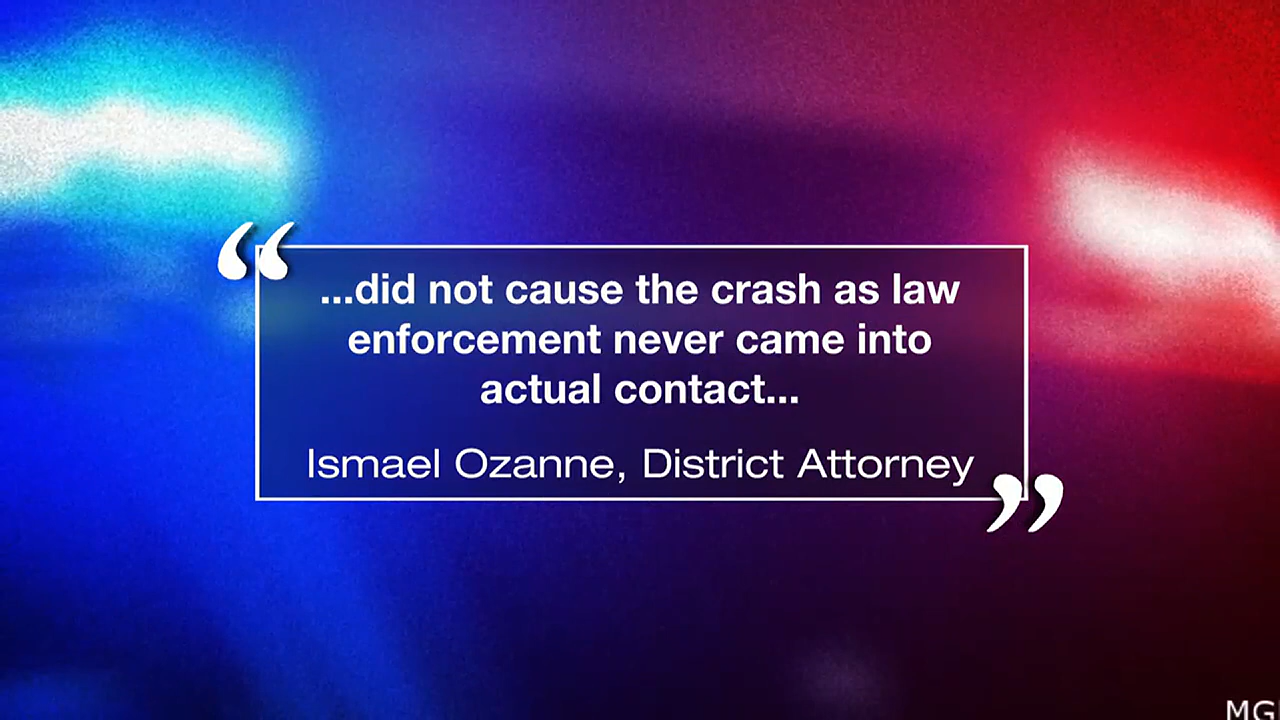 “
...did not cause the crash as law
enforcement never came into
actual contact...
Ismael Ozanne, District Attorney
”
MG